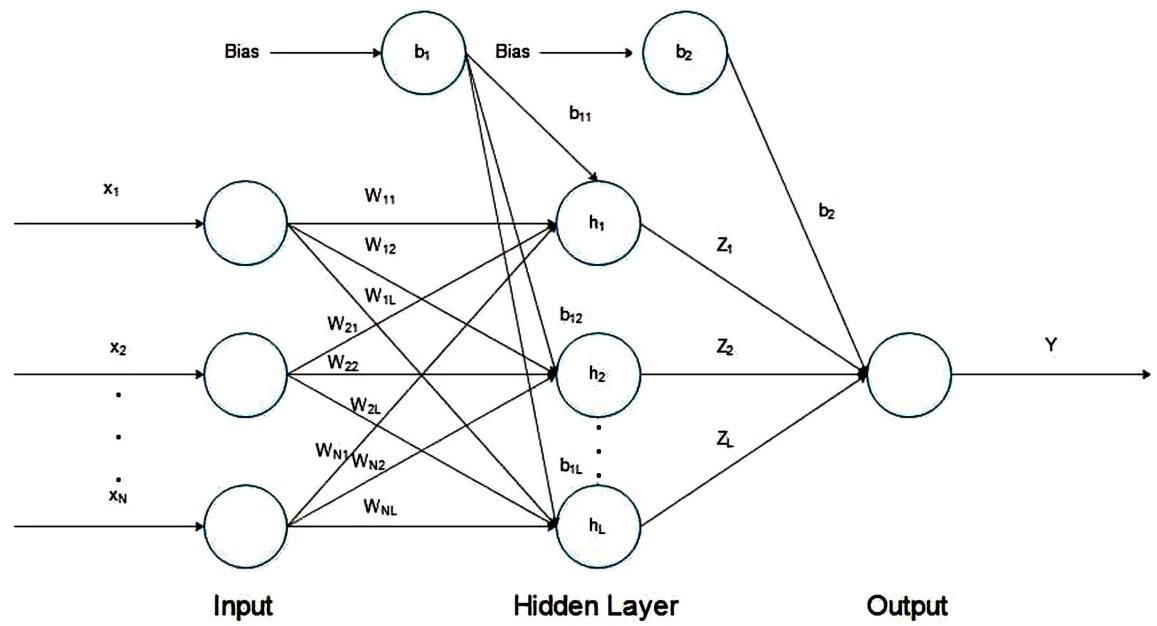 Bias
b₁
Bias
b₂
b₁₁
x₁
W₁₁
h₁
b₂
W₁₂
Z₁
W₁L
b₁₂
W₂₁
x₂
W₂₂
h₂
Z₂
Y
W₂L
WN₁
WN₂
b₁L
ZL
xN
WNL
hL
Input
Hidden Layer
Output